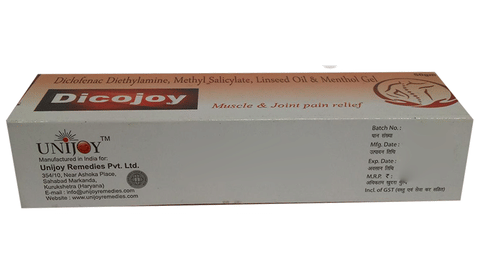 Diclofenac Diethylamine, Methyl Salicylate, Linseed Oil & Menthol Gel
Dicojoy
Muscle & Joint pain relief
UNIJOY™
Manufactured in India for:
Unijoy Remedies Pvt. Ltd.
354/10, Near Ashoka Place,
Sahabad Markanda,
Kurukshetra (Haryana)
E-mail : info@unijoyremedies.com
Website : www.unijoyremedies.com
Batch No. :
Mfg. Date :
Exp. Date :
M.R.P. ₹ :
Incl. of GST